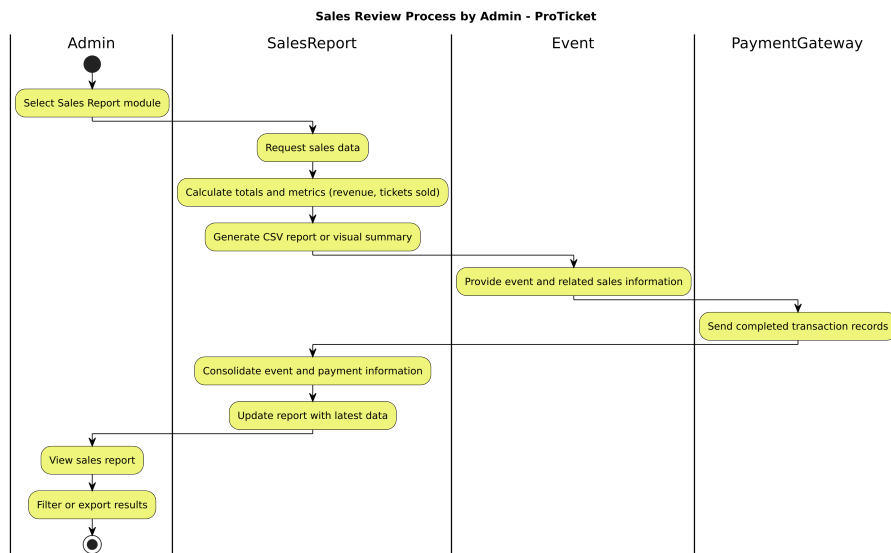 Sales Review Process by Admin - ProTicket
Admin
SalesReport
Event
PaymentGateway
Select Sales Report module
Request sales data
Calculate totals and metrics (revenue, tickets sold)
Generate CSV report or visual summary
Provide event and related sales information
Send completed transaction records
Consolidate event and payment information
Update report with latest data
View sales report
Filter or export results